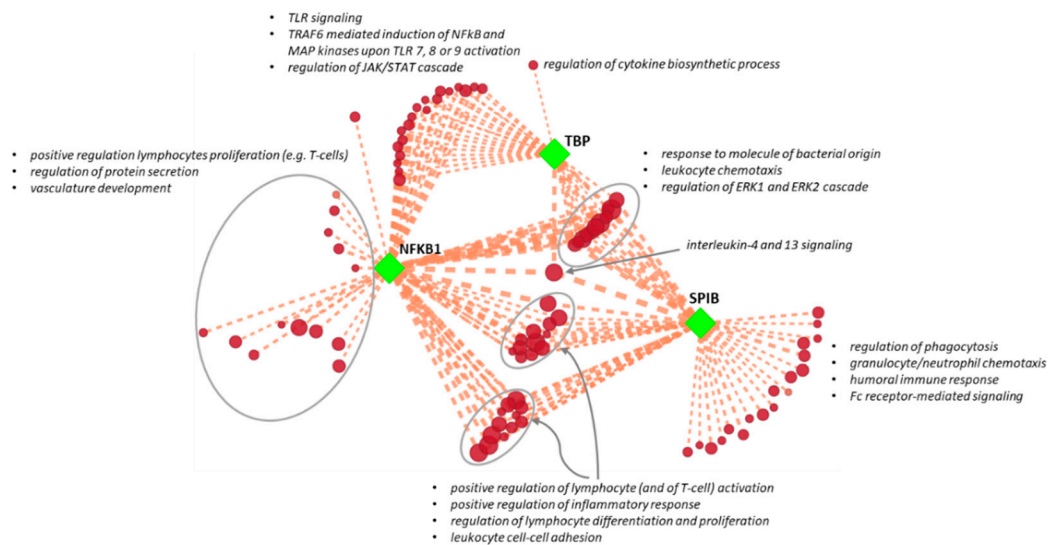 • TLR signaling
• TRAF6 mediated induction of NFkB and
MAP kinases upon TLR 7, 8 or 9 activation
• regulation of JAK/STAT cascade
regulation of cytokine biosynthetic process
TBP
• positive regulation lymphocytes proliferation (e.g. T-cells)
• regulation of protein secretion
• vasculature development
• response to molecule of bacterial origin
• leukocyte chemotaxis
• regulation of ERK1 and ERK2 cascade
NFKB1
interleukin-4 and 13 signaling
SPIB
• regulation of phagocytosis
• granulocyte/neutrophil chemotaxis
• humoral immune response
• Fc receptor-mediated signaling
• positive regulation of lymphocyte (and of T-cell) activation
• positive regulation of inflammatory response
• regulation of lymphocyte differentiation and proliferation
• leukocyte cell-cell adhesion